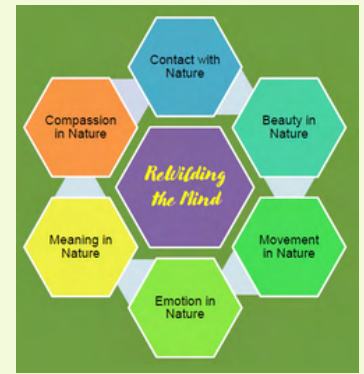 Contact with
Nature
Compassion
in Nature
Beauty in
Nature
ReWilding
the Mind
Meaning in
Nature
Movement
in Nature
Emotion in
Nature